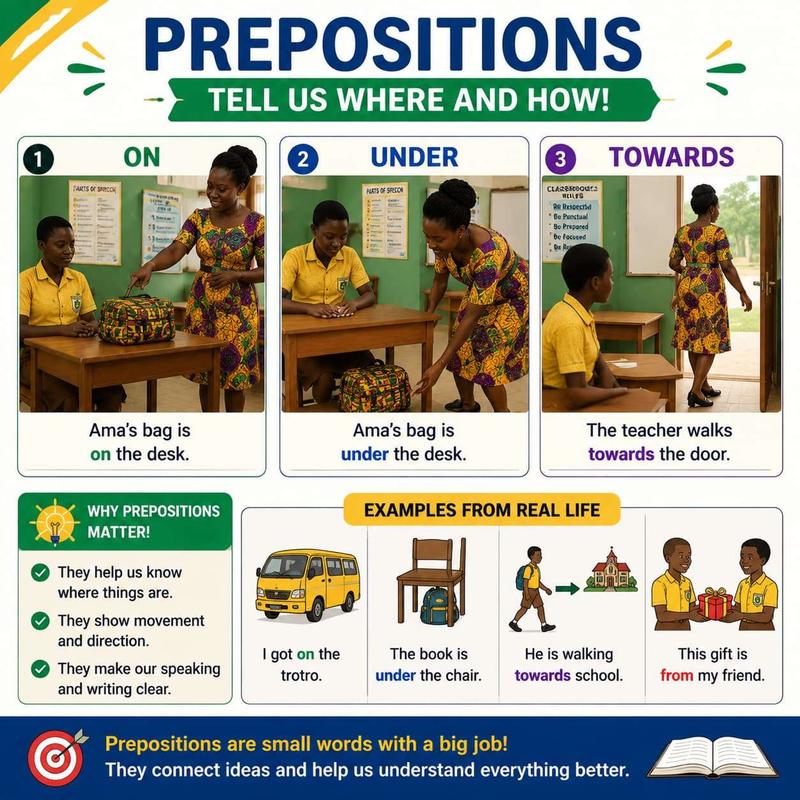 PREPOSITIONS
TELL US WHERE AND HOW!
1 ON
PARTS OF SPEECH
Ama's bag is
on the desk.
2 UNDER
PARTS OF SPEECH
Ama's bag is
under the desk.
3 TOWARDS
Be Respectful
Be Punctual
Be Prepared
Be Focused
The teacher walks
towards the door.
WHY PREPOSITIONS
MATTER!
They help us know
where things are.
They show movement
and direction.
They make our speaking
and writing clear.
EXAMPLES FROM REAL LIFE
I got on the
trotro.
The book is
under the chair.
He is walking
towards school.
This gift is
from my friend.
Prepositions are small words with a big job!
They connect ideas and help us understand everything better.